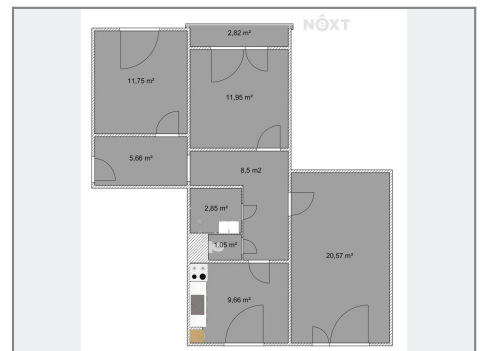 NEXT
2,82 m²
11,75 m²
11,95 m²
5,66 m²
8,5 m2
2,85 m²
1,05 m²
20,57 m²
9,66 m²